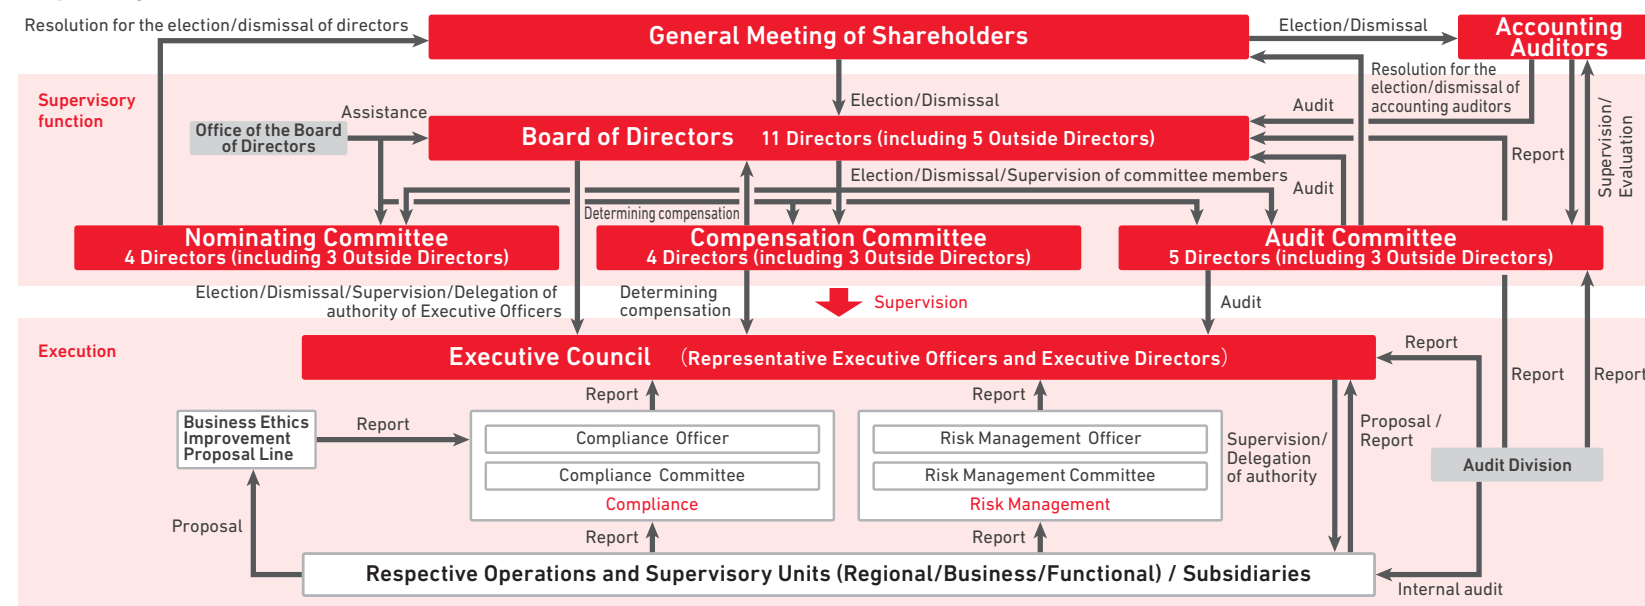 Resolution for the election/dismissal of directors
General Meeting of Shareholders
Election/Dismissal
Accounting
Auditors
Supervisory
function
Election/Dismissal
Resolution for the
election/dismissal of
accounting auditors
Assistance
Audit
Office of the Board
of Directors
Board of Directors 11 Directors (including 5 Outside Directors)
Report
Supervision/
Evaluation
Election/Dismissal/Supervision of committee members
Audit
Determining compensation
Nominating Committee
4 Directors (including 3 Outside Directors)
Compensation Committee
4 Directors (including 3 Outside Directors)
Audit Committee
5 Directors (including 3 Outside Directors)
Election/Dismissal/Supervision/Delegation of
authority of Executive Officers
Determining
compensation
Supervision
Audit
Execution
Executive Council (Representative Executive Officers and Executive Directors)
Report
Report
Report
Report
Report
Business Ethics
Improvement
Proposal Line
Report
Compliance Officer
Compliance Committee
Compliance
Risk Management Officer
Risk Management Committee
Risk Management
Supervision/
Delegation
of authority
Proposal /
Report
Audit Division
Proposal
Report
Report
Respective Operations and Supervisory Units (Regional/Business/Functional) / Subsidiaries
Internal audit